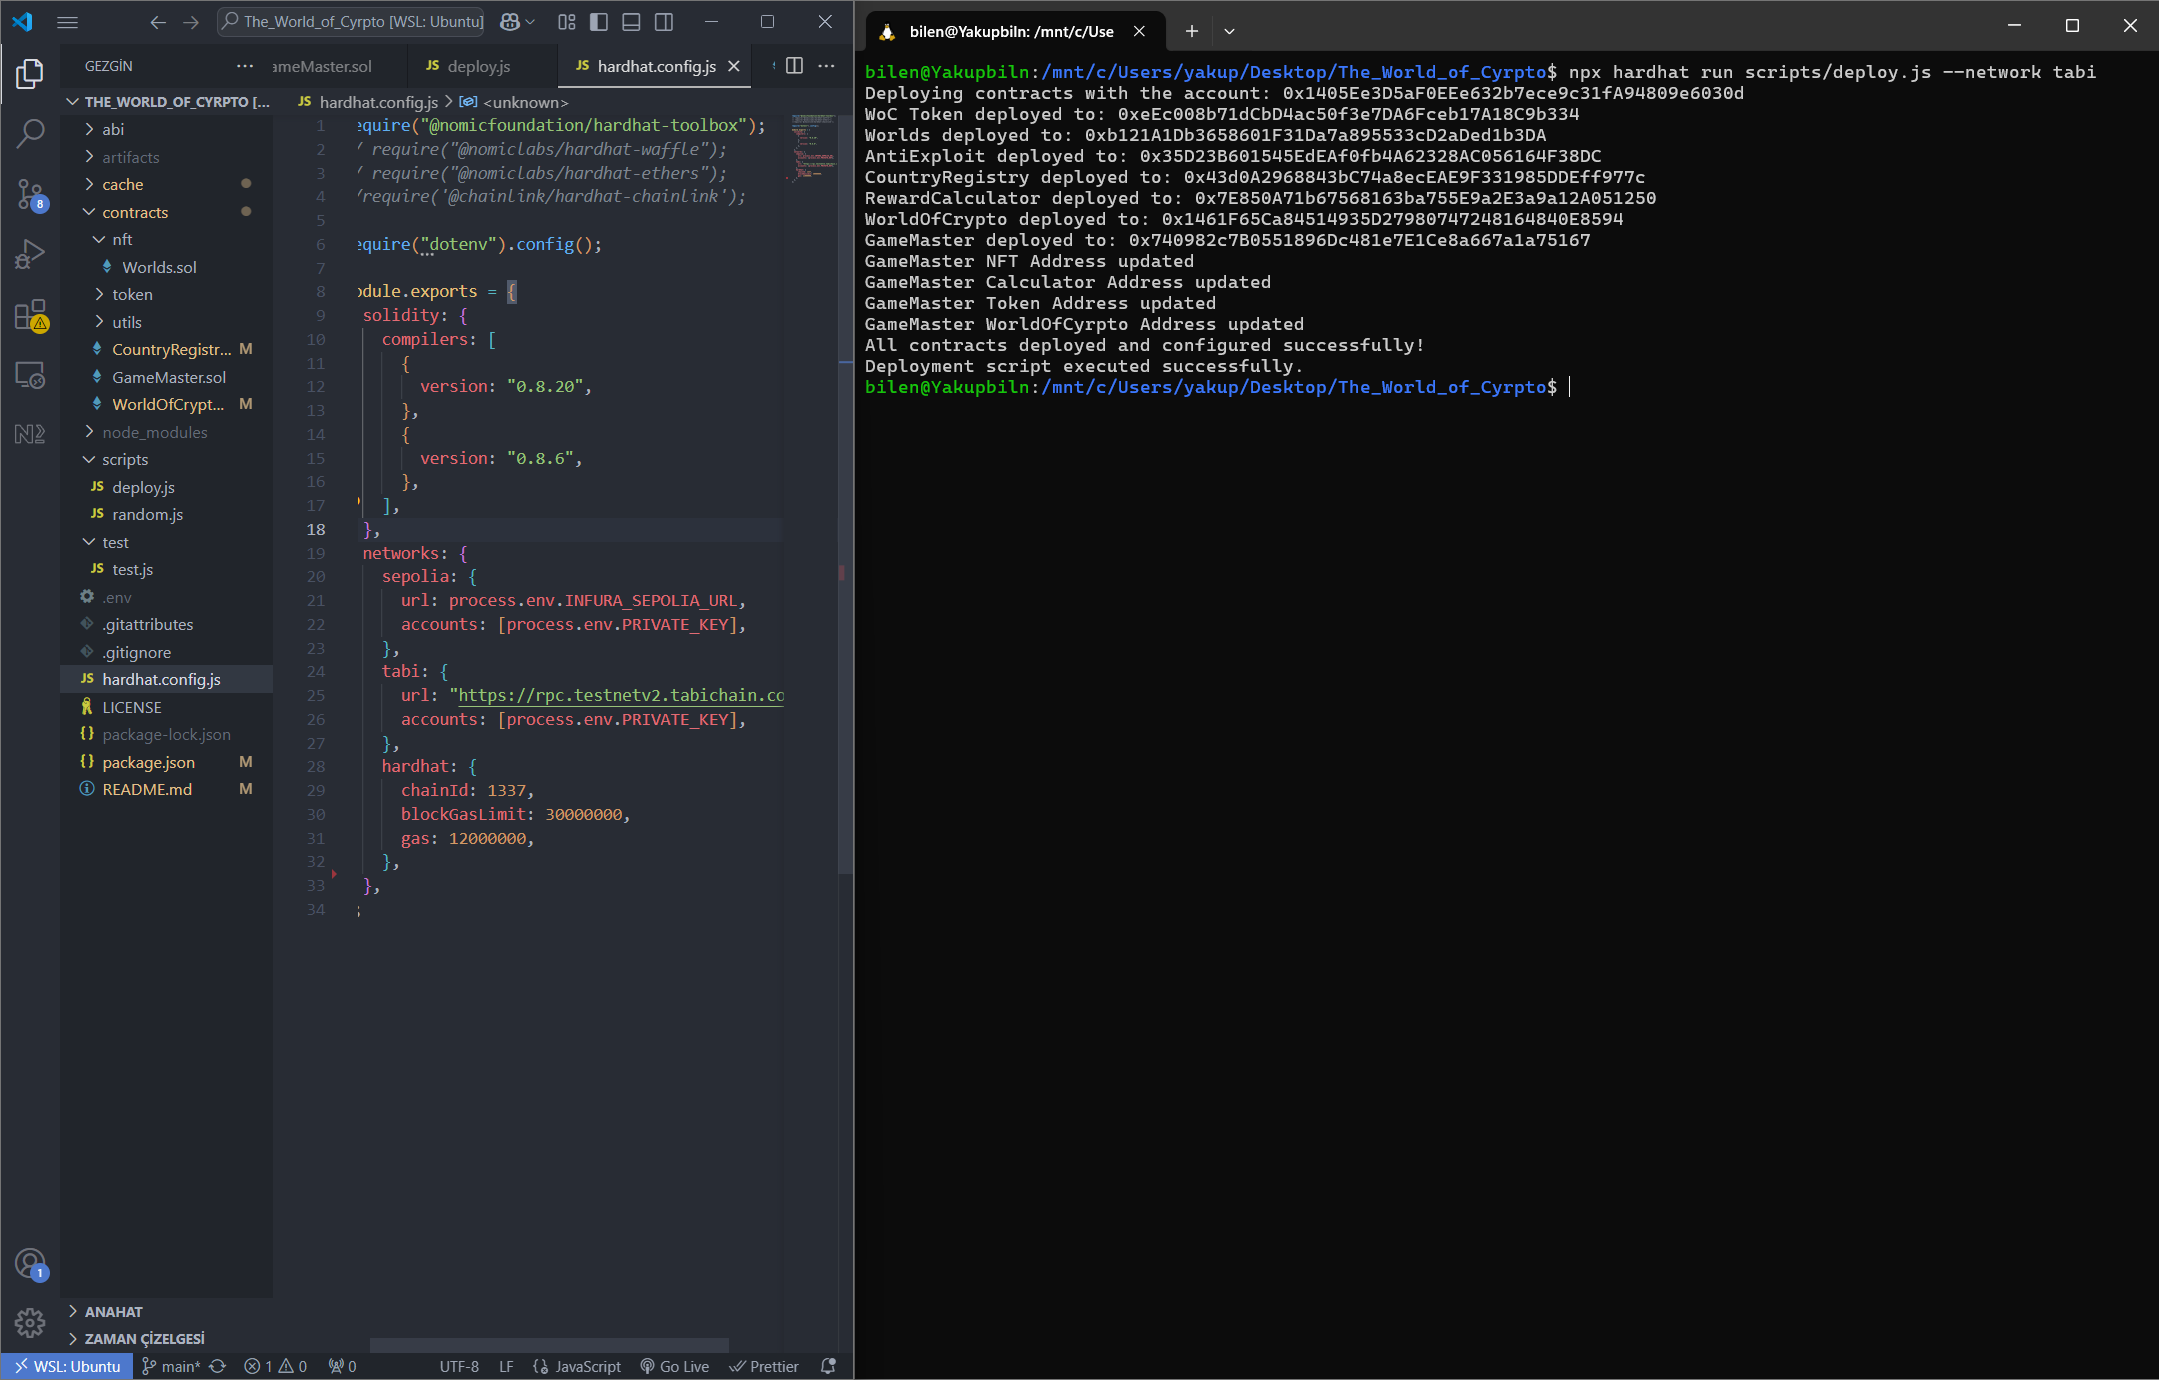 The_World_of_Cyrpto [WSL: Ubuntu]
GEZGİN
ameMaster.sol
JS deploy.js
JS hardhat.config.js
THE_WORLD_OF_CYRPTO [...
abi
artifacts
cache
contracts
nft
Worlds.sol
token
utils
CountryRegistr... M
GameMaster.sol
WorldOfCrypt... M
node_modules
scripts
JS deploy.js
JS random.js
test
JS test.js
.env
.gitattributes
.gitignore
JS hardhat.config.js
LICENSE
{} package-lock.json
{} package.json M
README.md M
ANAHAT
ZAMAN ÇİZELGESİ
8
1
JS hardhat.config.js > <unknown>
1 equire("@nomicfoundation/hardhat-toolbox");
2 / require("@nomiclabs/hardhat-waffle");
3 / require("@nomiclabs/hardhat-ethers");
4 /require('@chainlink/hardhat-chainlink');
5
6 equire("dotenv").config();
7
8 odule.exports = {
9 solidity: {
10 compilers: [
11 {
12 version: "0.8.20",
13 },
14 {
15 version: "0.8.6",
16 },
17 ],
18 },
19 networks: {
20 sepolia: {
21 url: process.env.INFURA_SEPOLIA_URL,
22 accounts: [process.env.PRIVATE_KEY],
23 },
24 tabi: {
25 url: "https://rpc.testnetv2.tabichain.co
26 accounts: [process.env.PRIVATE_KEY],
27 },
28 hardhat: {
29 chainId: 1337,
30 blockGasLimit: 30000000,
31 gas: 12000000,
32 },
33 },
34 ;
WSL: Ubuntu main* 1 0 0 UTF-8 LF {} JavaScript Go Live Prettier
bilen@Yakupbiln: /mnt/c/Use
bilen@Yakupbiln:/mnt/c/Users/yakup/Desktop/The_World_of_Cyrpto$ npx hardhat run scripts/deploy.js --network tabi
Deploying contracts with the account: 0x1405Ee3D5aF0EEe632b7ece9c31fA94809e6030d
WoC Token deployed to: 0xeEc008b71dCbD4ac50f3e7DA6Fceb17A18C9b334
Worlds deployed to: 0xb121A1Db3658601F31Da7a895533cD2aDed1b3DA
AntiExploit deployed to: 0x35D23B601545EdEAf0fb4A62328AC056164F38DC
CountryRegistry deployed to: 0x43d0A2968843bC74a8ecEAE9F331985DDEff977c
RewardCalculator deployed to: 0x7E850A71b67568163ba755E9a2E3a9a12A051250
WorldOfCrypto deployed to: 0x1461F65Ca84514935D27980747248164840E8594
GameMaster deployed to: 0x740982c7B0551896Dc481e7E1Ce8a667a1a75167
GameMaster NFT Address updated
GameMaster Calculator Address updated
GameMaster Token Address updated
GameMaster WorldOfCyrpto Address updated
All contracts deployed and configured successfully!
Deployment script executed successfully.
bilen@Yakupbiln:/mnt/c/Users/yakup/Desktop/The_World_of_Cyrpto$